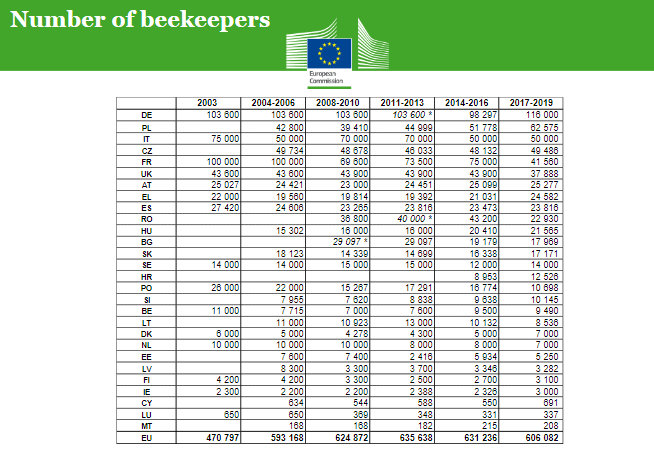 Number of beekeepers
European
Commission
2003 2004-2006 2008-2010 2011-2013 2014-2016 2017-2019
DE 103 600 103 600 103 600 103 600 * 98 297 116 000
PL 42 800 39 410 44 999 51 778 62 575
IT 75 000 50 000 70 000 70 000 50 000 50 000
CZ 49 734 48 678 46 033 48 132 49 486
FR 100 000 100 000 69 600 73 500 75 000 41 560
UK 43 600 43 600 43 900 43 900 43 900 37 888
AT 25 027 24 421 23 000 24 451 25 099 25 277
EL 22 000 19 560 19 814 19 392 21 031 24 582
ES 27 420 24 606 23 265 23 816 23 473 23 816
RO 36 800 40 000 * 43 200 22 930
HU 15 302 16 000 16 000 20 410 21 565
BG 29 097 * 29 097 19 179 17 969
SK 18 123 14 339 14 699 16 338 17 171
SE 14 000 14 000 15 000 15 000 12 000 14 000
HR 8 953 12 526
PO 26 000 22 000 15 267 17 291 16 774 10 698
SI 7 955 7 620 8 838 9 638 10 145
BE 11 000 7 715 7 000 7 600 9 500 9 490
LT 11 000 10 923 13 000 10 132 8 536
DK 6 000 5 000 4 278 4 300 5 000 7 000
NL 10 000 10 000 10 000 8 000 8 000 7 000
EE 7 600 7 400 2 416 5 934 5 250
LV 8 300 3 300 3 700 3 346 3 282
FI 4 200 4 200 3 300 2 500 2 700 3 100
IE 2 300 2 200 2 200 2 388 2 326 3 000
CY 634 544 588 550 691
LU 650 650 369 348 331 337
MT 168 168 182 215 208
EU 470 797 593 168 624 872 635 638 631 236 606 082